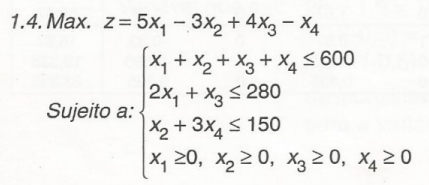 1.4. Max. z = 5x₁ − 3x₂ + 4x₃ − x₄
Sujeito a:
x₁ + x₂ + x₃ + x₄ ≤ 600
2x₁ + x₃ ≤ 280
x₂ + 3x₄ ≤ 150
x₁ ≥0, x₂ ≥ 0, x₃ ≥ 0, x₄ ≥ 0